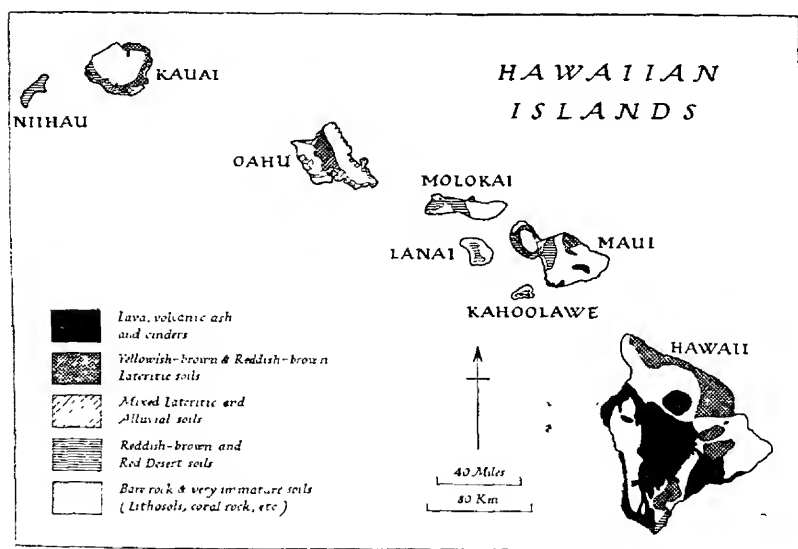 HAWAIIAN
ISLANDS
KAUAI
NIIHAU
OAHU
MOLOKAI
LANAI
MAUI
KAHOOLAWE
HAWAII
Lava, volcanic ash
and cinders
Yellowish-brown & Reddish-brown
Lateritic soils
Mixed Lateritic and
Alluvial soils
Reddish-brown and
Red Desert soils
Bare rock & very immature soils
(Lithosols, coral rock, etc)
40 Miles
80 Km